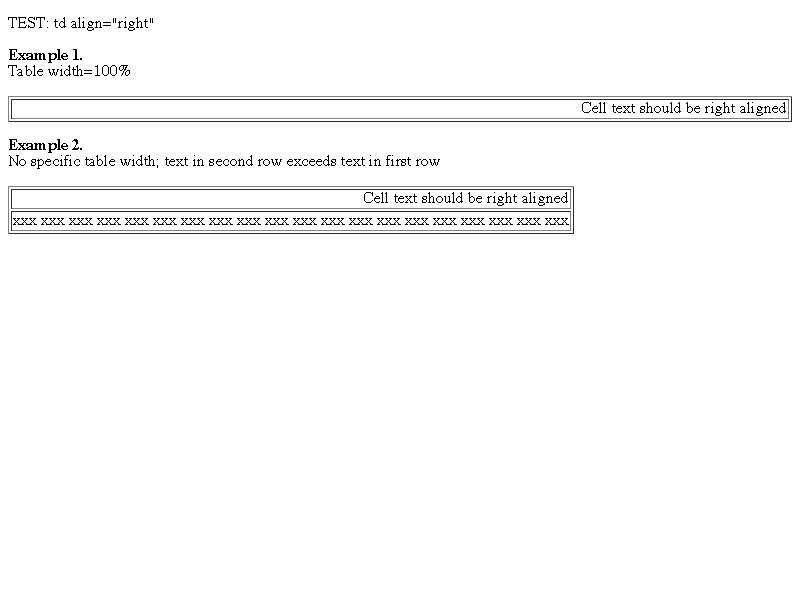 TEST: td align="right"
Example 1.
Table width=100%
Cell text should be right aligned
Example 2.
No specific table width; text in second row exceeds text in first row
Cell text should be right aligned
xxx xxx xxx xxx xxx xxx xxx xxx xxx xxx xxx xxx xxx xxx xxx xxx xxx xxx xxx xxx